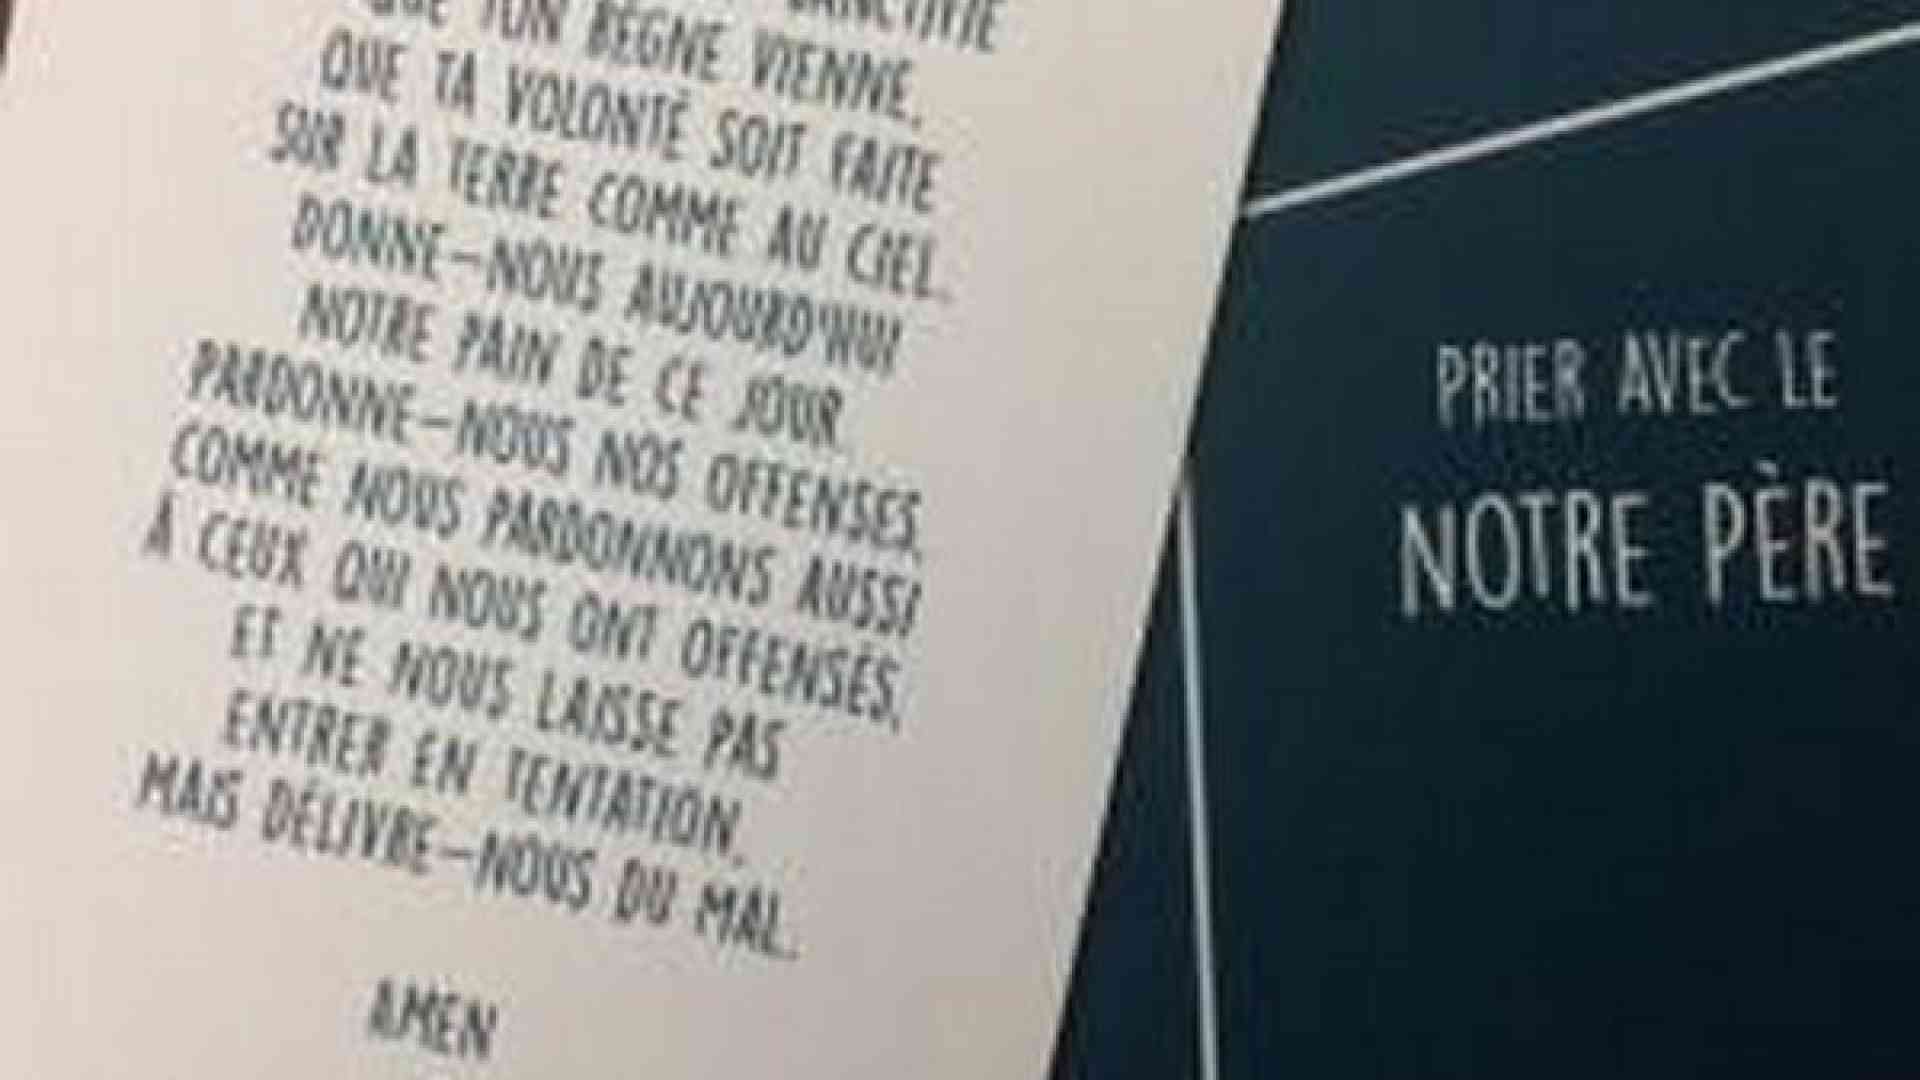 SANCTIFIÉ
QUE TON RÈGNE VIENNE,
QUE TA VOLONTÉ SOIT FAITE
SUR LA TERRE COMME AU CIEL.
DONNE-NOUS AUJOURD'HUI
NOTRE PAIN DE CE JOUR.
PARDONNE-NOUS NOS OFFENSES,
COMME NOUS PARDONNONS AUSSI
À CEUX QUI NOUS ONT OFFENSÉS,
ET NE NOUS LAISSE PAS
ENTRER EN TENTATION,
MAIS DÉLIVRE-NOUS DU MAL.
AMEN
PRIER AVEC LE
NOTRE PÈRE